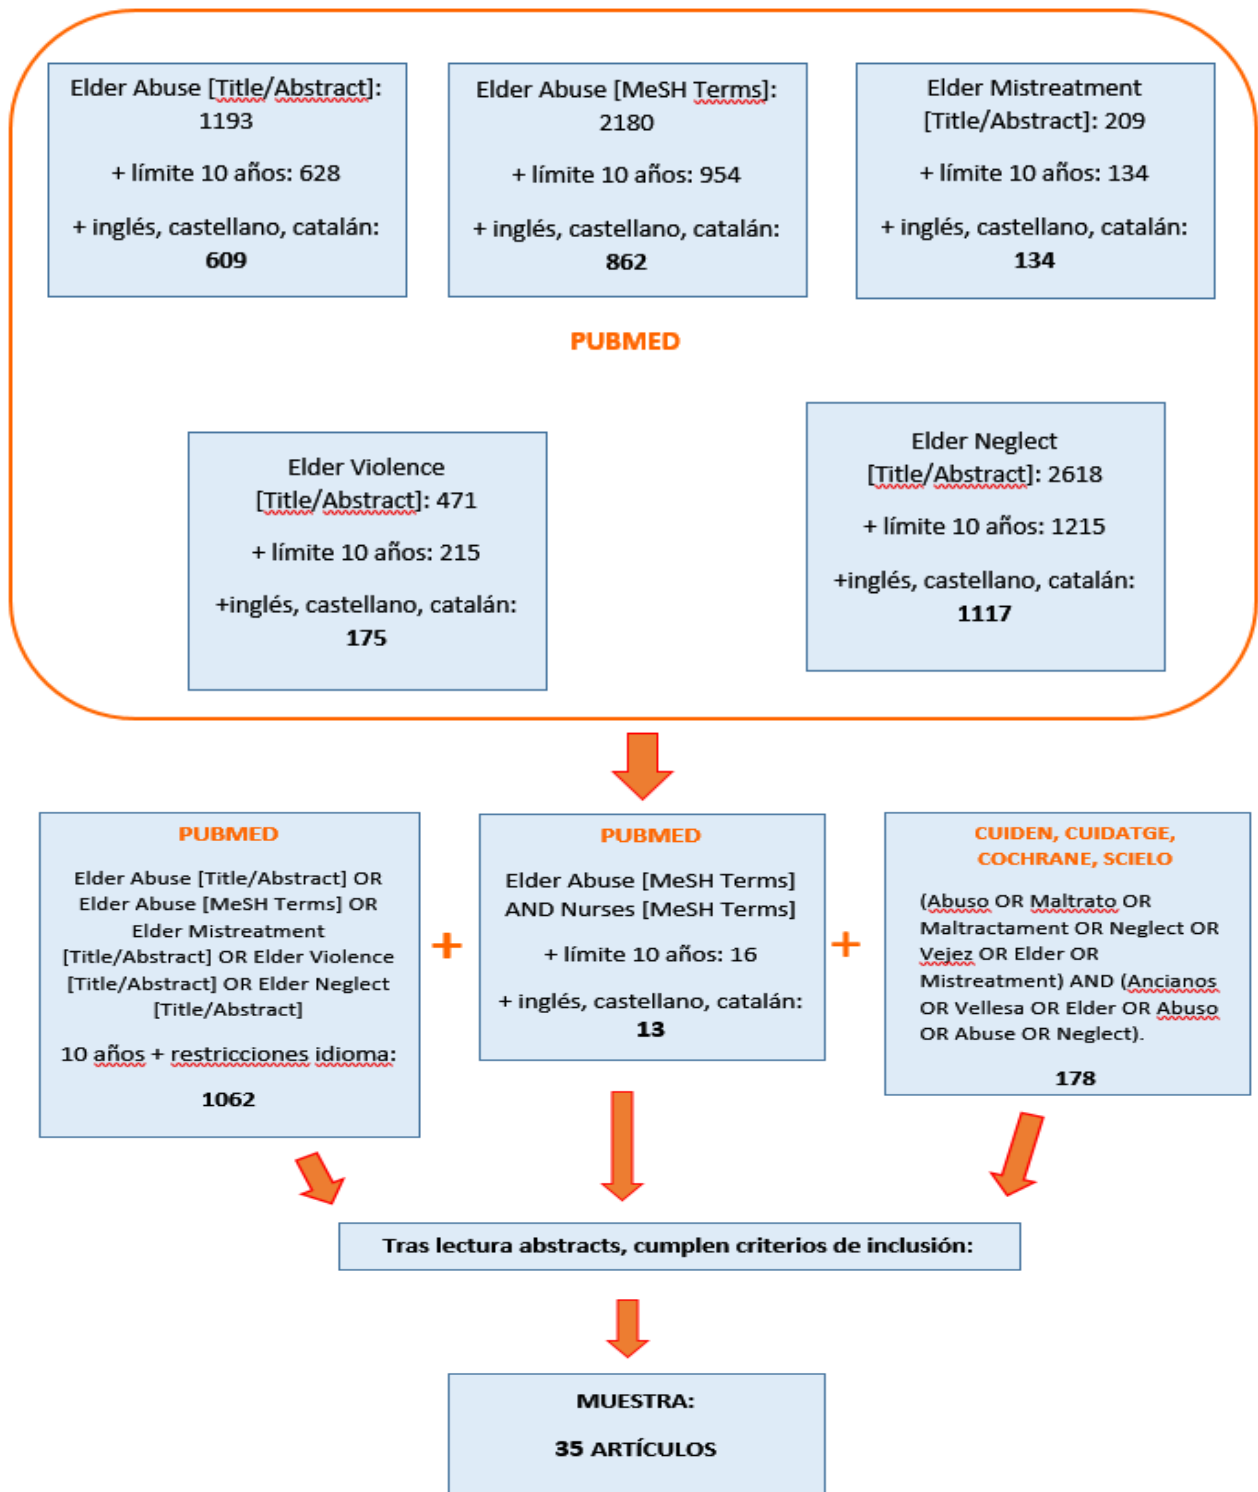 Elder Abuse [Title/Abstract]:
1193
+ límite 10 años: 628
+ inglés, castellano, catalán:
609
Elder Abuse [MeSH Terms]:
2180
+ límite 10 años: 954
+ inglés, castellano, catalán:
862
Elder Mistreatment
[Title/Abstract]: 209
+ límite 10 años: 134
+ inglés, castellano, catalán:
134
PUBMED
Elder Violence
[Title/Abstract]: 471
+ límite 10 años: 215
+inglés, castellano, catalán:
175
Elder Neglect
[Title/Abstract]: 2618
+ límite 10 años: 1215
+inglés, castellano, catalán:
1117
PUBMED
Elder Abuse [Title/Abstract] OR
Elder Abuse [MeSH Terms] OR
Elder Mistreatment
[Title/Abstract] OR Elder Violence
[Title/Abstract] OR Elder Neglect
[Title/Abstract]
10 años + restricciones idioma:
1062
+
PUBMED
Elder Abuse [MeSH Terms]
AND Nurses [MeSH Terms]
+ límite 10 años: 16
+ inglés, castellano, catalán:
13
+
CUIDEN, CUIDATGE,
COCHRANE, SCIELO
(Abuso OR Maltrato OR
Maltractament OR Neglect OR
Vejez OR Elder OR
Mistreatment) AND (Ancianos
OR Vellesa OR Elder OR Abuso
OR Abuse OR Neglect).
178
Tras lectura abstracts, cumplen criterios de inclusión:
MUESTRA:
35 ARTÍCULOS